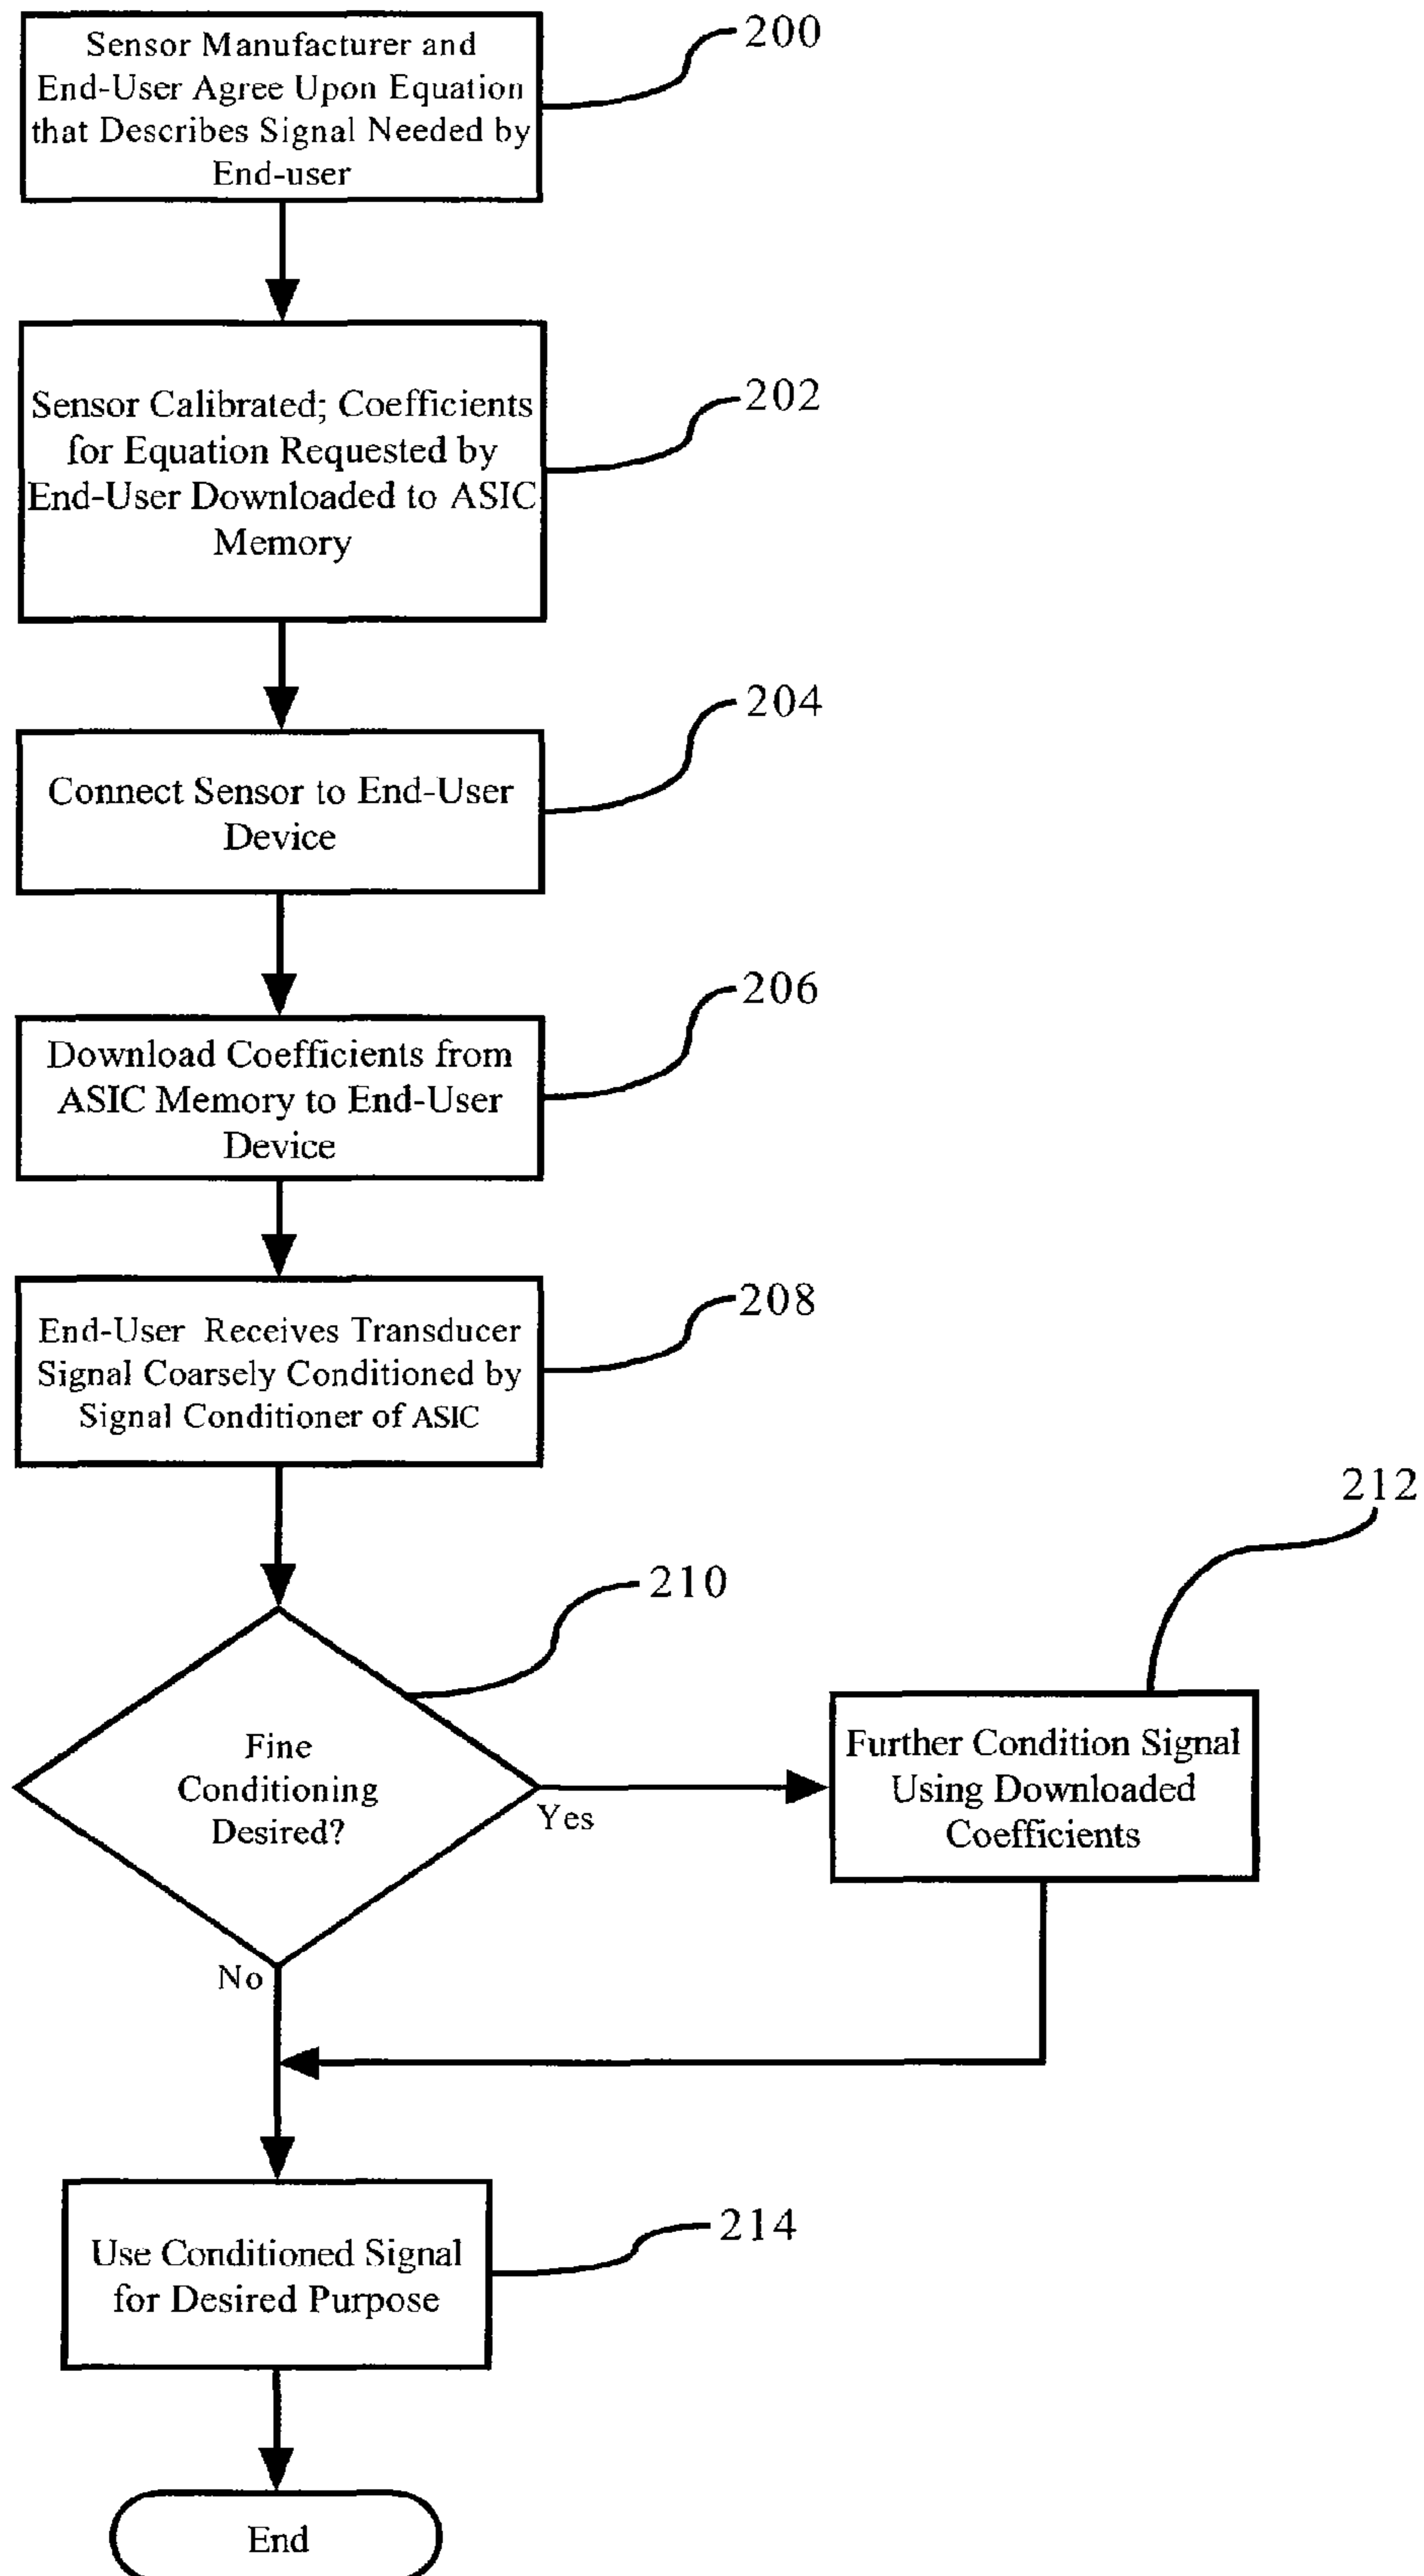 Sensor Manufacturer and
End-User Agree Upon Equation
that Describes Signal Needed by
End-user
200
Sensor Calibrated; Coefficients
for Equation Requested by
End-User Downloaded to ASIC
Memory
202
Connect Sensor to End-User
Device
204
Download Coefficients from
ASIC Memory to End-User
Device
206
End-User Receives Transducer
Signal Coarsely Conditioned by
Signal Conditioner of ASIC
208
Fine
Conditioning
Desired?
210
Yes
No
Further Condition Signal
Using Downloaded
Coefficients
212
Use Conditioned Signal
for Desired Purpose
214
End